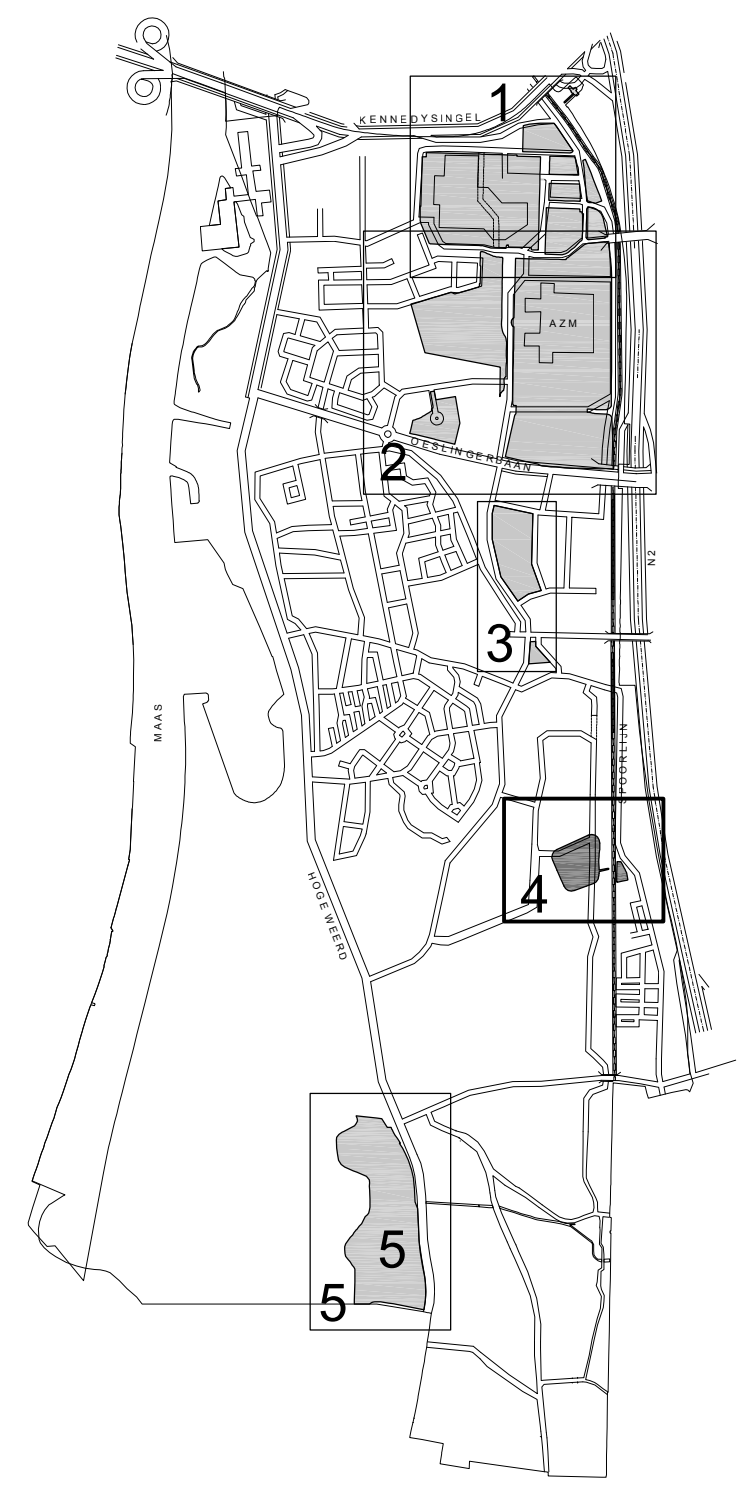 1
KENNEDYSINGEL
AZM
OESLINGERBAAN
2
N2
3
MAAS
SPOORLIJN
4
HOGE WEERD
5
5